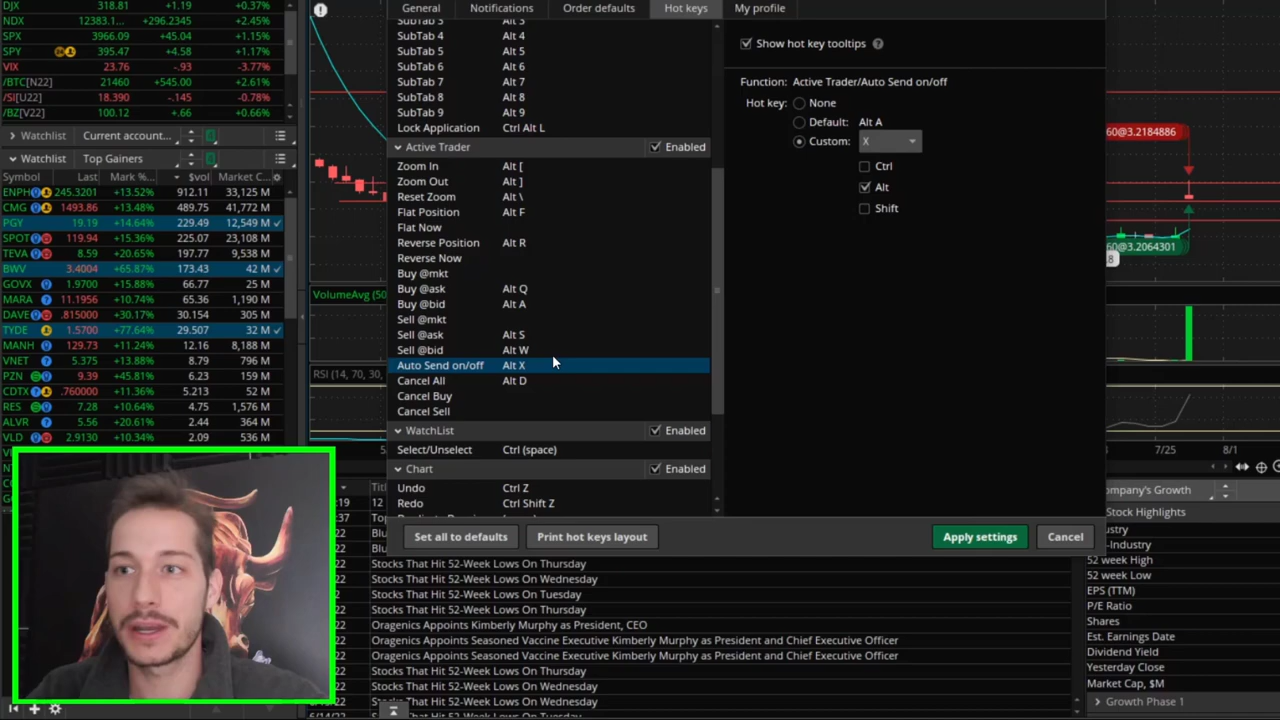 DJX 318.81 +1.19 +0.37%
NDX 12383.1... +296.2345 +2.45%
SPX 3966.09 +45.04 +1.15%
SPY 395.47 +4.58 +1.17%
VIX 23.76 -.93 -3.77%
/BTC[N22] 21460 +545.00 +2.61%
/SI[U22] 18.390 -.145 -0.78%
/BZ[V22] 100.12 +.66 +0.66%
Watchlist Current account...
Watchlist Top Gainers
Symbol Mark %... $vol Market C...
ENPH 245.3201 +13.52% 912.11 33,125 M
CMG 1493.86 +13.48% 489.75 41,772 M
PGY 19.19 +14.64% 229.49 12,549 M
SPOT 119.94 +15.36% 225.07 23,108 M
TEVA 8.59 +20.65% 197.77 9,538 M
BWV 3.4004 +65.87% 173.43 42 M
GOVX 1.9700 +15.88% 66.77 25 M
MARA 11.1956 +10.74% 65.36 1,190 M
DAVE .815000 +30.17% 30.154 305 M
TYDE 1.5700 +77.64% 29.507 32 M
MANH 129.73 +11.24% 12.16 8,188 M
VNET 5.375 +13.88% 8.79 796 M
PZN 9.39 +45.81% 6.23 159 M
CDTX .760000 +11.36% 5.213 52 M
RES 7.28 +10.64% 4.75 1,576 M
ALVR 5.56 +20.61% 2.44 364 M
VLD 2.9130 +10.34% 2.09 536 M
General Notifications Order defaults Hot keys My profile
SubTab 3 Alt 3
SubTab 4 Alt 4
SubTab 5 Alt 5
SubTab 6 Alt 6
SubTab 7 Alt 7
SubTab 8 Alt 8
SubTab 9 Alt 9
Lock Application Ctrl Alt L
Active Trader Enabled
Zoom In Alt [
Zoom Out Alt ]
Reset Zoom Alt \
Flat Position Alt F
Flat Now
Reverse Position Alt R
Reverse Now
Buy @mkt
Buy @ask Alt Q
Buy @bid Alt A
Sell @mkt
Sell @ask Alt S
Sell @bid Alt W
Auto Send on/off Alt X
Cancel All Alt D
Cancel Buy
Cancel Sell
WatchList Enabled
Select/Unselect Ctrl (space)
Chart Enabled
Undo Ctrl Z
Redo Ctrl Shift Z
Set all to defaults Print hot keys layout Apply settings Cancel
Show hot key tooltips ?
Function: Active Trader/Auto Send on/off
Hot key: None
Default: Alt A
Custom: X
Ctrl
Alt
Shift
60@3.2184886
60@3.2064301
VolumeAvg (50
RSI (14, 70, 30,
7/25 8/1
Stocks That Hit 52-Week Lows On Thursday
Stocks That Hit 52-Week Lows On Wednesday
Stocks That Hit 52-Week Lows On Tuesday
Stocks That Hit 52-Week Lows On Thursday
Oragenics Appoints Kimberly Murphy as President, CEO
Oragenics Appoints Seasoned Vaccine Executive Kimberly Murphy as President and Chief Executive Officer
Oragenics Appoints Seasoned Vaccine Executive Kimberly Murphy as President and Chief Executive Officer
Stocks That Hit 52-Week Lows On Thursday
Stocks That Hit 52-Week Lows On Wednesday
Stocks That Hit 52-Week Lows On Wednesday
ompany's Growth
Stock Highlights
ustry
-Industry
52 week High
52 week Low
EPS (TTM)
P/E Ratio
Shares
Est. Earnings Date
Dividend Yield
Yesterday Close
Market Cap, $M
Growth Phase 1